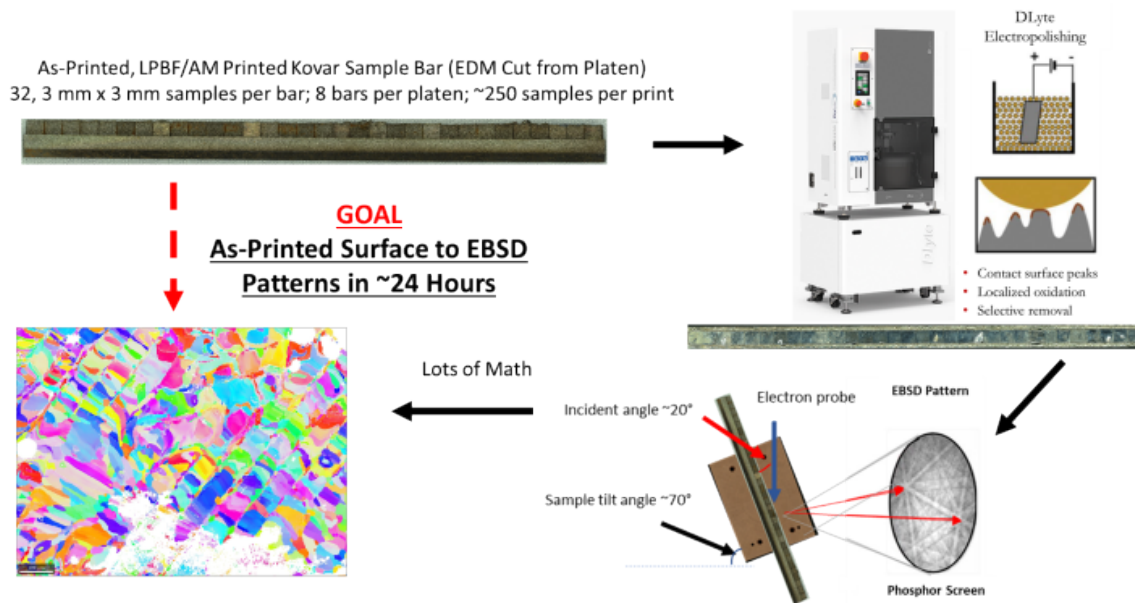 As-Printed, LPBF/AM Printed Kovar Sample Bar (EDM Cut from Platen)
32, 3 mm x 3 mm samples per bar; 8 bars per platen; ~250 samples per print
GOAL
As-Printed Surface to EBSD
Patterns in ~24 Hours
DLyte
Electropolishing
+
-
DLyte
• Contact surface peaks
• Localized oxidation
• Selective removal
Lots of Math
Incident angle ~20°
Electron probe
EBSD Pattern
Sample tilt angle ~70°
Phosphor Screen